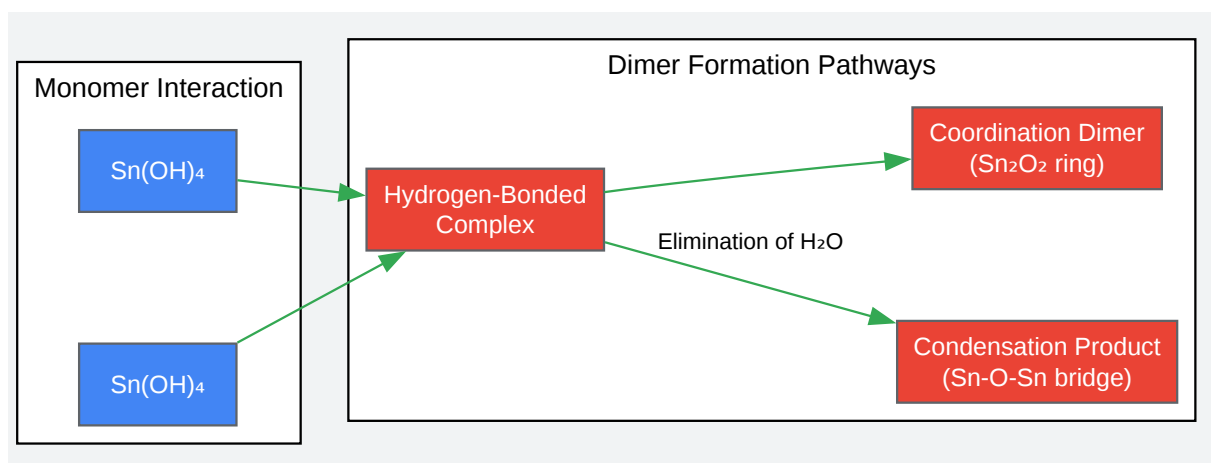 Monomer Interaction
Sn(OH)₄
Sn(OH)₄
Dimer Formation Pathways
Hydrogen-Bonded
Complex
Coordination Dimer
(Sn₂O₂ ring)
Elimination of H₂O
Condensation Product
(Sn-O-Sn bridge)